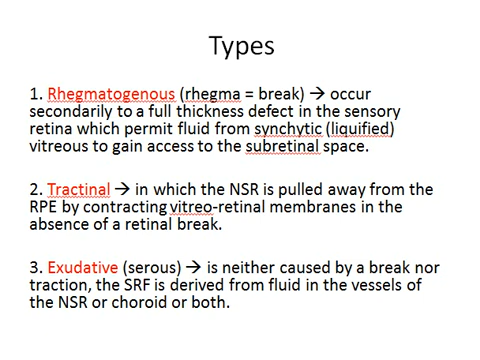 Types
1. Rhegmatogenous (rhegma = break) → occur
secondarily to a full thickness defect in the sensory
retina which permit fluid from synchytic (liquified)
vitreous to gain access to the subretinal space.
2. Tractinal → in which the NSR is pulled away from the
RPE by contracting vitreo-retinal membranes in the
absence of a retinal break.
3. Exudative (serous) → is neither caused by a break nor
traction, the SRF is derived from fluid in the vessels of
the NSR or choroid or both.